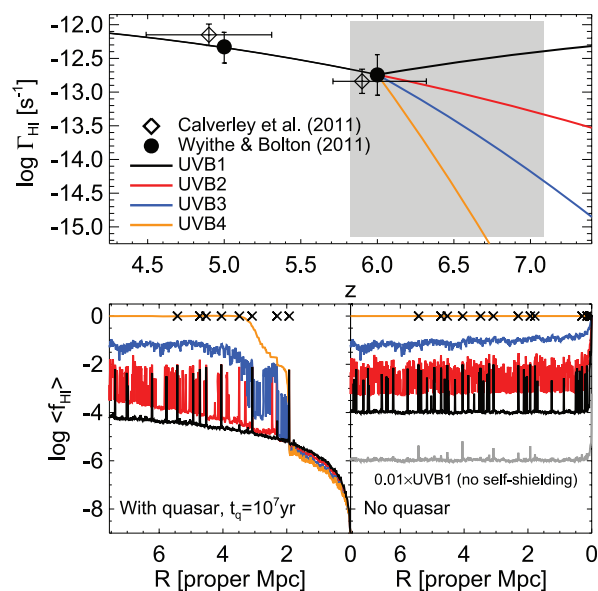 -12.0
-12.5
-13.0
-13.5
-14.0
-14.5
-15.0
log Γ_HI [s⁻¹]
Calverley et al. (2011)
Wyithe & Bolton (2011)
UVB1
UVB2
UVB3
UVB4
4.5 5.0 5.5 6.0 6.5 7.0
z
0
-2
-4
-6
-8
log <f_HI>
With quasar, t_q=10⁷yr
0.01×UVB1 (no self-shielding)
No quasar
6 4 2 0
6 4 2 0
R [proper Mpc]
R [proper Mpc]